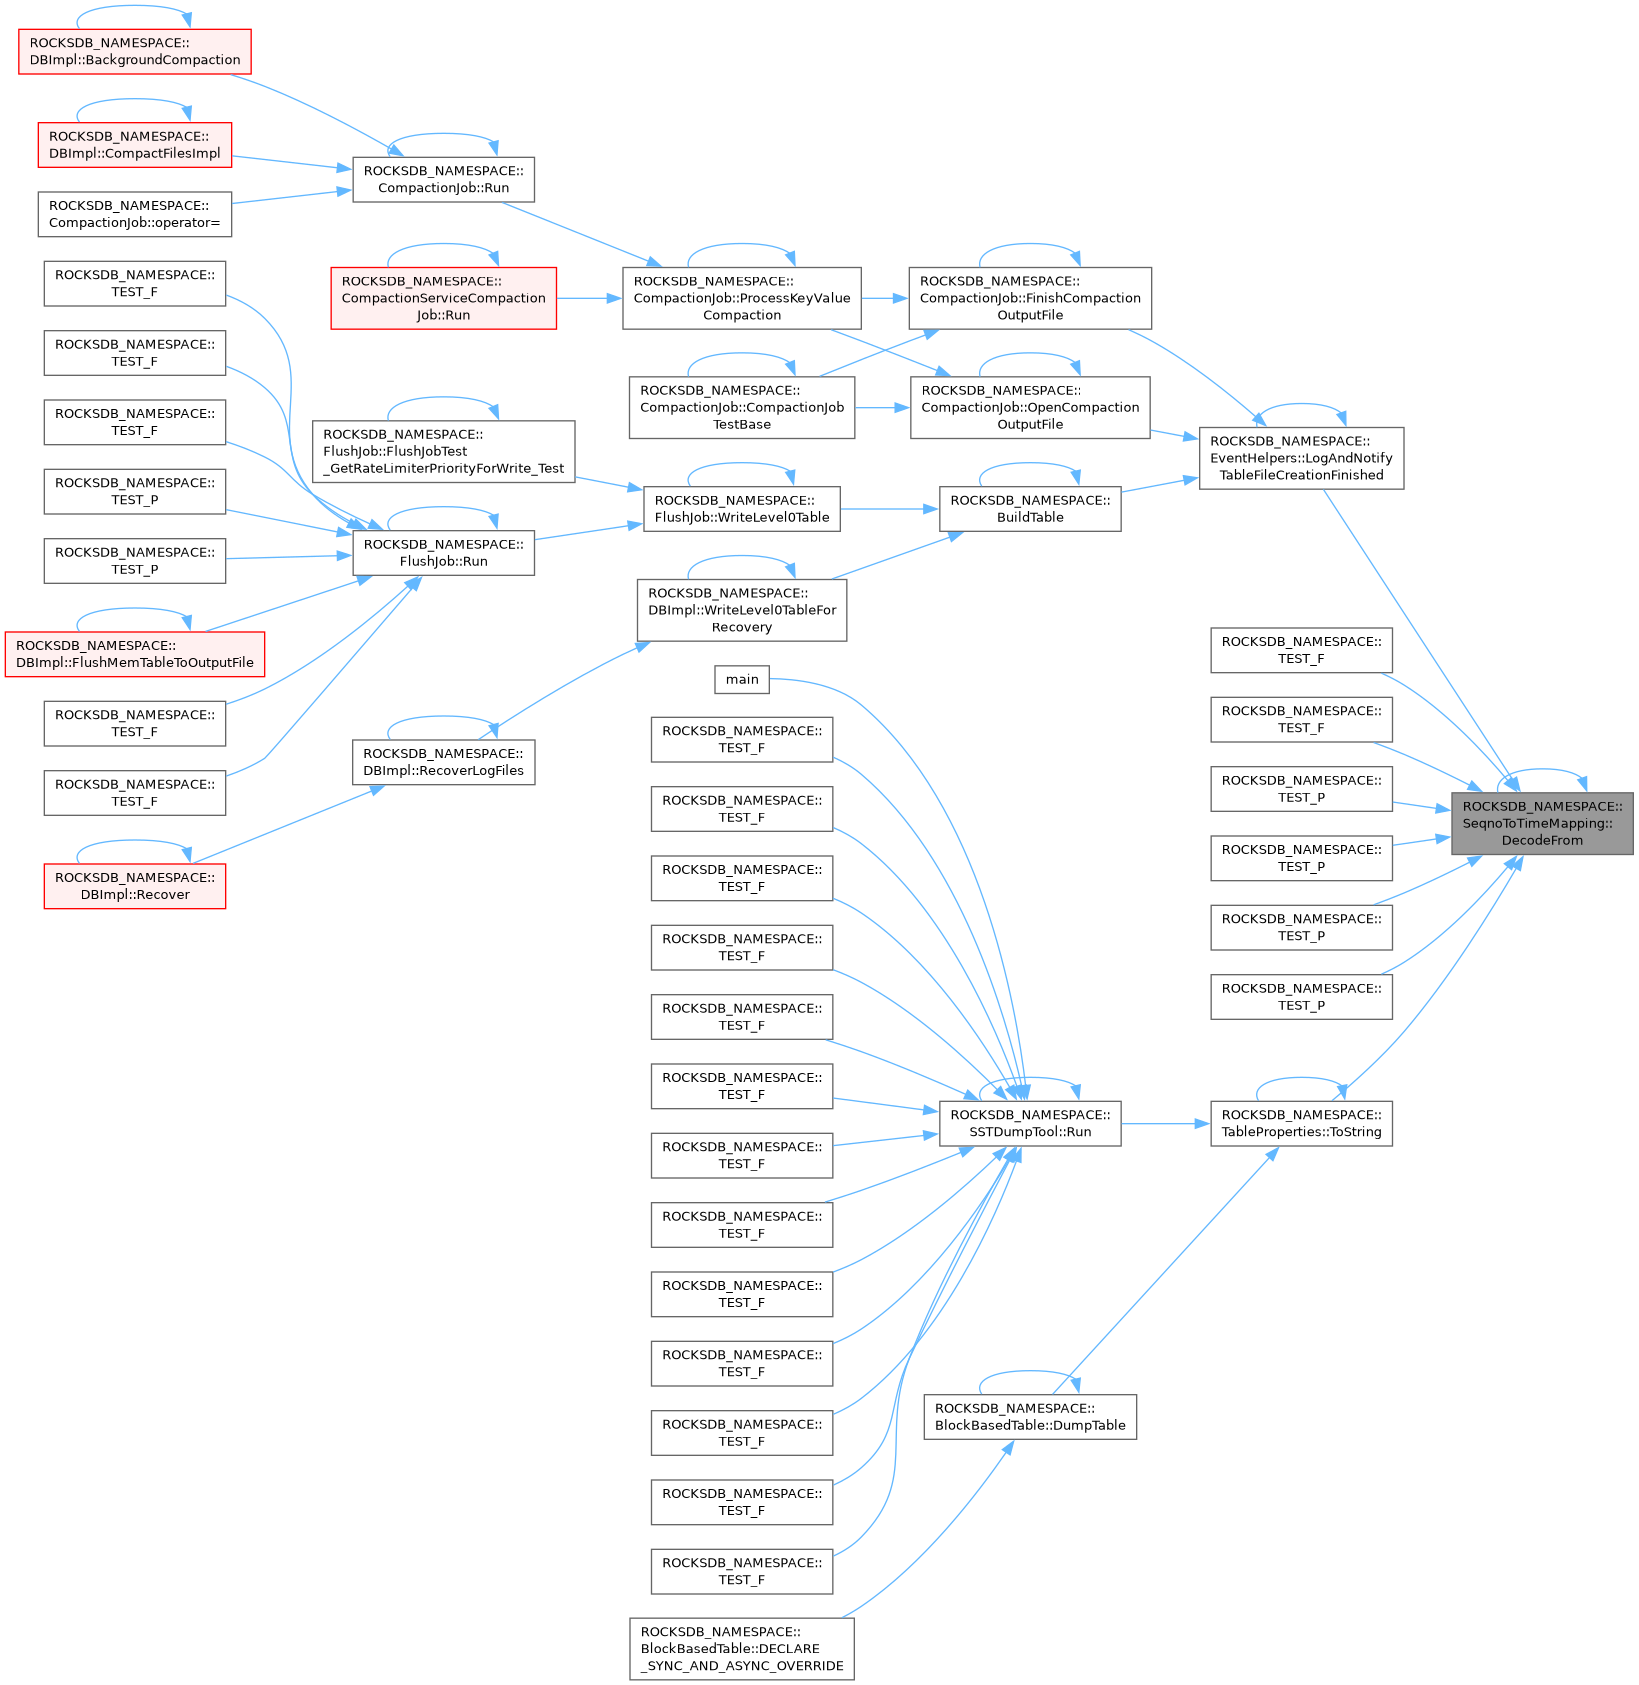 ROCKSDB_NAMESPACE::
DBImpl::BackgroundCompaction
ROCKSDB_NAMESPACE::
DBImpl::CompactFilesImpl
ROCKSDB_NAMESPACE::
CompactionJob::operator=
ROCKSDB_NAMESPACE::
TEST_F
ROCKSDB_NAMESPACE::
TEST_F
ROCKSDB_NAMESPACE::
TEST_F
ROCKSDB_NAMESPACE::
TEST_P
ROCKSDB_NAMESPACE::
TEST_P
ROCKSDB_NAMESPACE::
DBImpl::FlushMemTableToOutputFile
ROCKSDB_NAMESPACE::
TEST_F
ROCKSDB_NAMESPACE::
TEST_F
ROCKSDB_NAMESPACE::
DBImpl::Recover
ROCKSDB_NAMESPACE::
CompactionJob::Run
ROCKSDB_NAMESPACE::
CompactionServiceCompaction
Job::Run
ROCKSDB_NAMESPACE::
FlushJob::FlushJobTest
_GetRateLimiterPriorityForWrite_Test
ROCKSDB_NAMESPACE::
FlushJob::Run
ROCKSDB_NAMESPACE::
DBImpl::RecoverLogFiles
ROCKSDB_NAMESPACE::
CompactionJob::ProcessKeyValue
Compaction
ROCKSDB_NAMESPACE::
CompactionJob::CompactionJob
TestBase
ROCKSDB_NAMESPACE::
FlushJob::WriteLevel0Table
ROCKSDB_NAMESPACE::
DBImpl::WriteLevel0TableFor
Recovery
main
ROCKSDB_NAMESPACE::
TEST_F
ROCKSDB_NAMESPACE::
TEST_F
ROCKSDB_NAMESPACE::
TEST_F
ROCKSDB_NAMESPACE::
TEST_F
ROCKSDB_NAMESPACE::
TEST_F
ROCKSDB_NAMESPACE::
TEST_F
ROCKSDB_NAMESPACE::
TEST_F
ROCKSDB_NAMESPACE::
TEST_F
ROCKSDB_NAMESPACE::
TEST_F
ROCKSDB_NAMESPACE::
TEST_F
ROCKSDB_NAMESPACE::
TEST_F
ROCKSDB_NAMESPACE::
TEST_F
ROCKSDB_NAMESPACE::
TEST_F
ROCKSDB_NAMESPACE::
BlockBasedTable::DECLARE
_SYNC_AND_ASYNC_OVERRIDE
ROCKSDB_NAMESPACE::
CompactionJob::FinishCompaction
OutputFile
ROCKSDB_NAMESPACE::
CompactionJob::OpenCompaction
OutputFile
ROCKSDB_NAMESPACE::
BuildTable
ROCKSDB_NAMESPACE::
SSTDumpTool::Run
ROCKSDB_NAMESPACE::
BlockBasedTable::DumpTable
ROCKSDB_NAMESPACE::
EventHelpers::LogAndNotify
TableFileCreationFinished
ROCKSDB_NAMESPACE::
TEST_F
ROCKSDB_NAMESPACE::
TEST_F
ROCKSDB_NAMESPACE::
TEST_P
ROCKSDB_NAMESPACE::
TEST_P
ROCKSDB_NAMESPACE::
TEST_P
ROCKSDB_NAMESPACE::
TEST_P
ROCKSDB_NAMESPACE::
TableProperties::ToString
ROCKSDB_NAMESPACE::
SeqnoToTimeMapping::
DecodeFrom